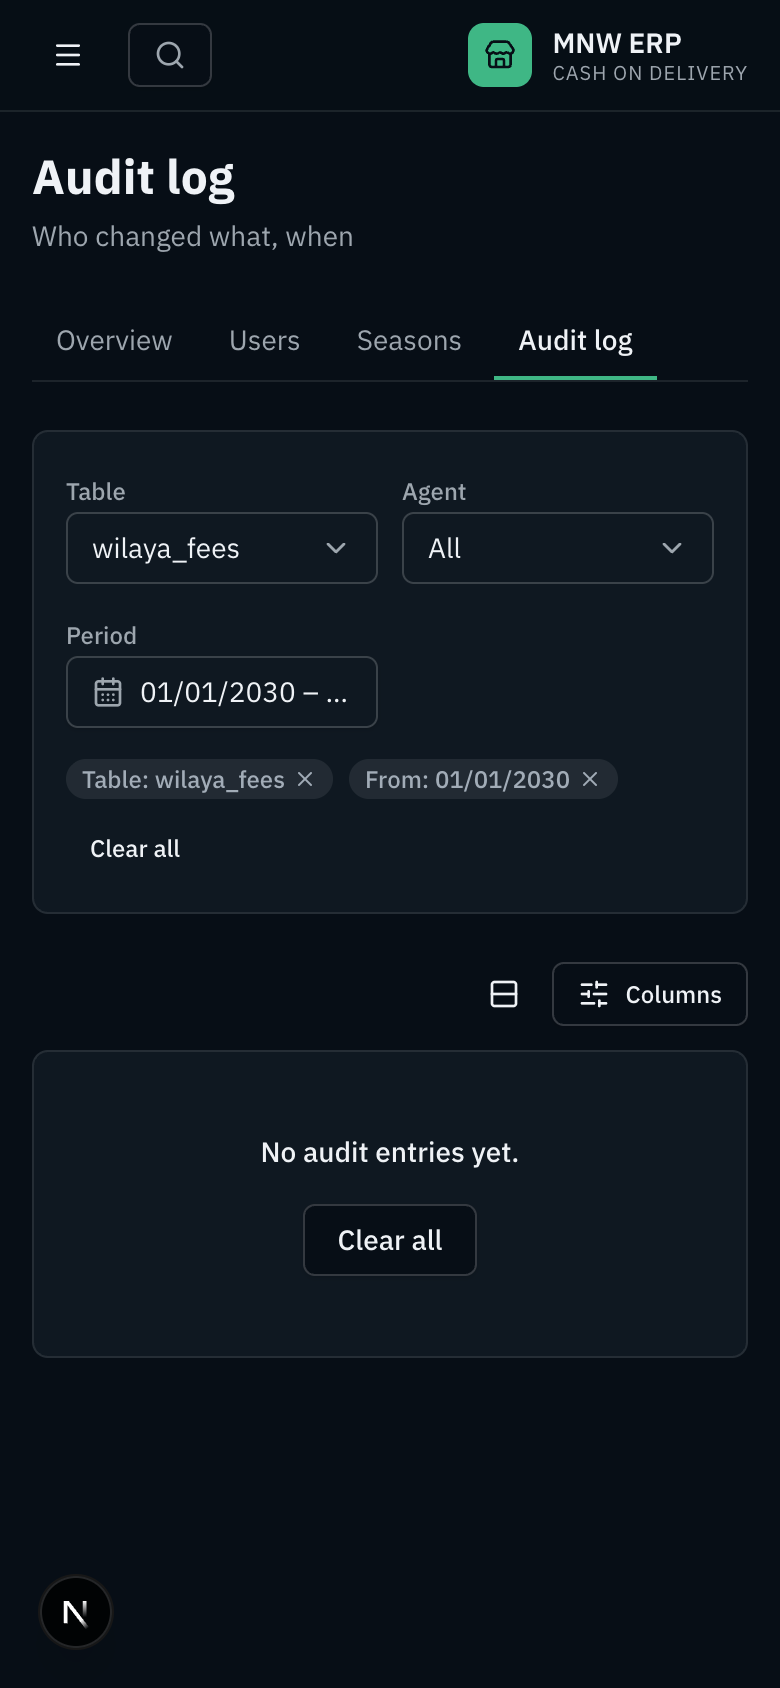 MNW ERP
CASH ON DELIVERY
Audit log
Who changed what, when
Overview Users Seasons Audit log
Table Agent
wilaya_fees All
Period
01/01/2030 – ...
Table: wilaya_fees From: 01/01/2030
Clear all
Columns
No audit entries yet.
Clear all
N